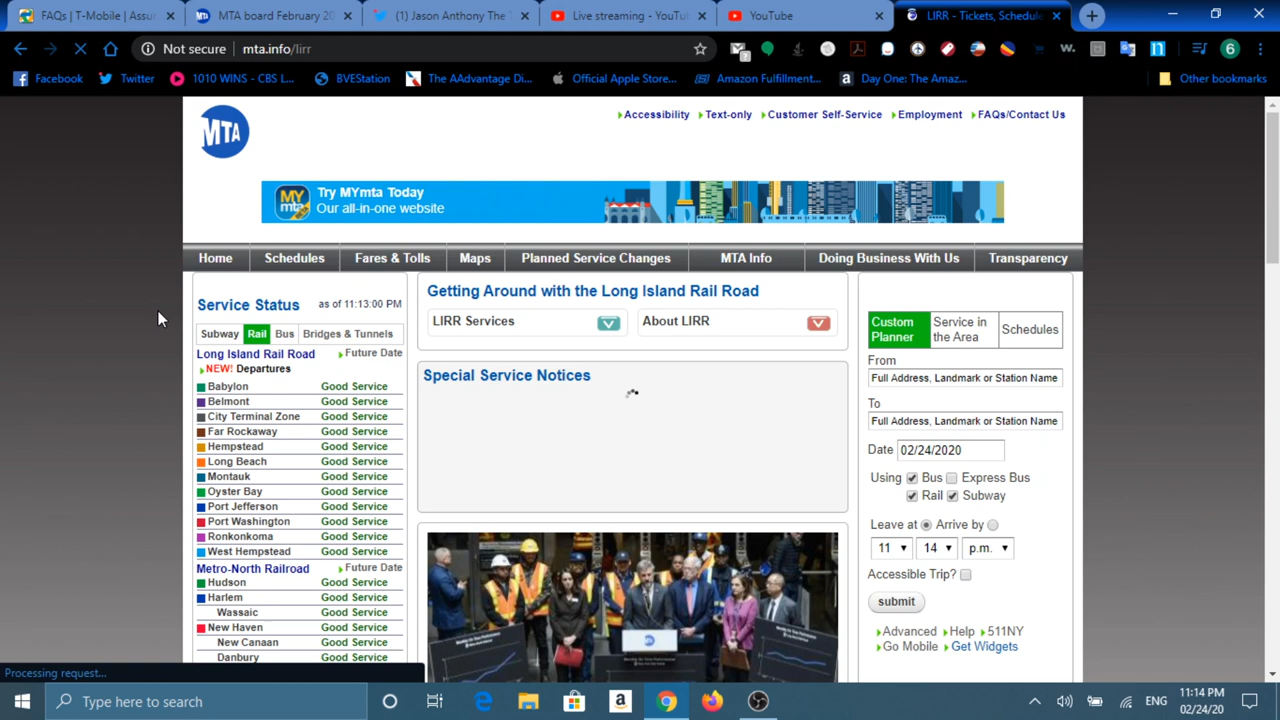 FAQs | T-Mobile | Assur
MTA board February 20
(1) Jason Anthony The T
Live streaming - YouTu
YouTube
LIRR - Tickets, Schedule
Not secure
mta.info/lirr
Facebook
Twitter
1010 WINS - CBS L...
BVEStation
The AAdvantage Di...
Official Apple Store...
Amazon Fulfillment...
Day One: The Amaz...
Other bookmarks
MTA
Accessibility
Text-only
Customer Self-Service
Employment
FAQs/Contact Us
MY
mta
Try MYmta Today
Our all-in-one website
Home
Schedules
Fares & Tolls
Maps
Planned Service Changes
MTA Info
Doing Business With Us
Transparency
Service Status
as of 11:13:00 PM
Subway
Rail
Bus
Bridges & Tunnels
Long Island Rail Road
Future Date
NEW! Departures
Babylon Good Service
Belmont Good Service
City Terminal Zone Good Service
Far Rockaway Good Service
Hempstead Good Service
Long Beach Good Service
Montauk Good Service
Oyster Bay Good Service
Port Jefferson Good Service
Port Washington Good Service
Ronkonkoma Good Service
West Hempstead Good Service
Metro-North Railroad
Future Date
Hudson Good Service
Harlem Good Service
Wassaic Good Service
New Haven Good Service
New Canaan Good Service
Danbury Good Service
Getting Around with the Long Island Rail Road
LIRR Services
About LIRR
Special Service Notices
Custom Planner
Service in the Area
Schedules
From
Full Address, Landmark or Station Name
To
Full Address, Landmark or Station Name
Date 02/24/2020
Using Bus Express Bus
Rail Subway
Leave at Arrive by
11 14 p.m.
Accessible Trip?
submit
Advanced Help 511NY
Go Mobile Get Widgets
Processing request...
Type here to search
ENG
11:14 PM
02/24/20